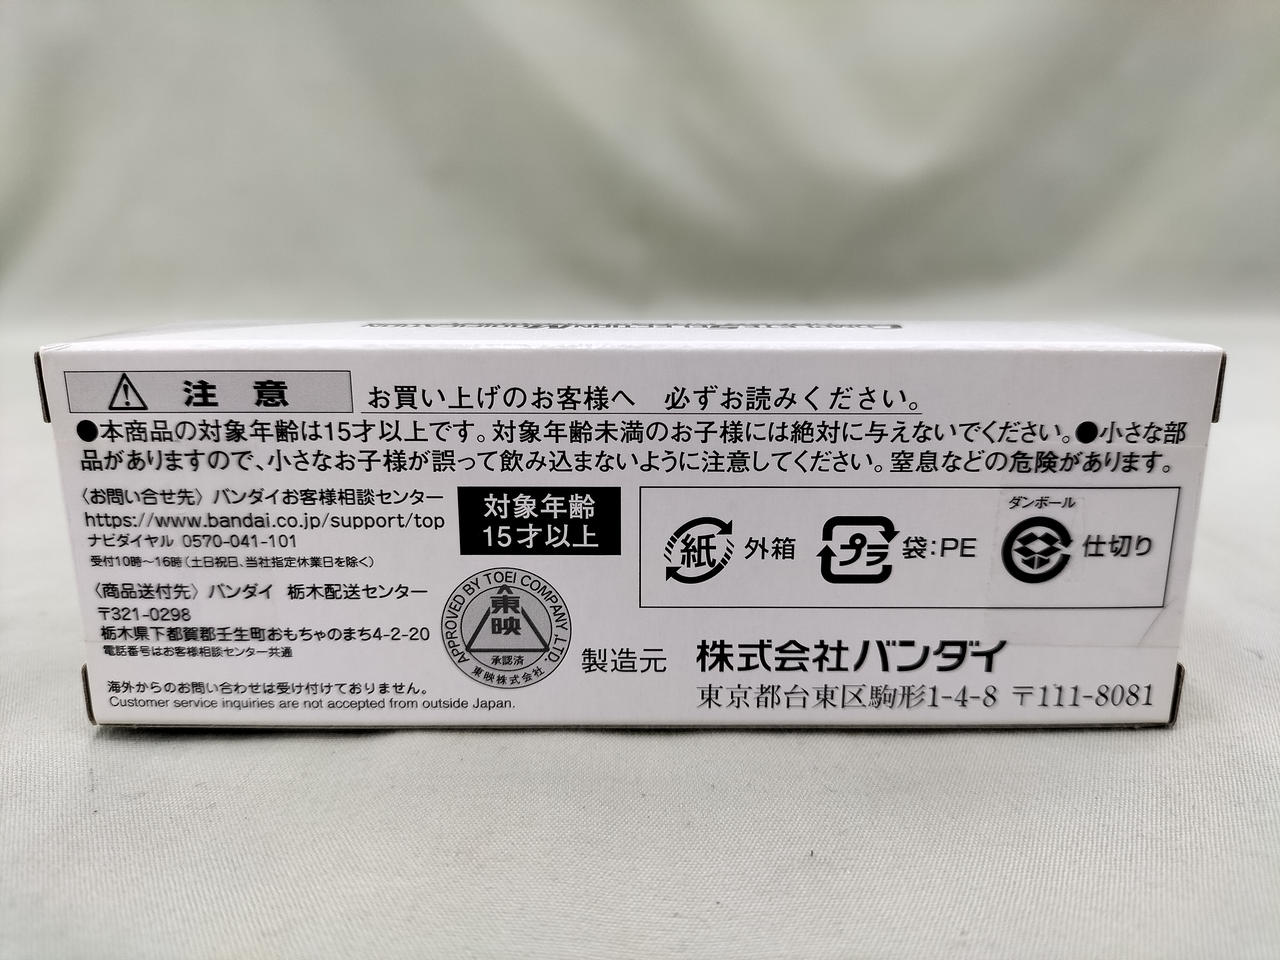 COMPLETE SELECTION MODIFICATION
注意
お買い上げのお客様へ 必ずお読みください。
●本商品の対象年齢は15才以上です。対象年齢未満のお子様には絶対に与えないでください。●小さな部
品がありますので、小さなお子様が誤って飲み込まないように注意してください。窒息などの危険があります。
〈お問い合せ先〉バンダイお客様相談センター
https://www.bandai.co.jp/support/top
ナビダイヤル 0570-041-101
受付10時〜16時(土日祝日、当社指定休業日を除く)
〈商品送付先〉バンダイ 栃木配送センター
〒321-0298
栃木県下都賀郡壬生町おもちゃのまち4-2-20
電話番号はお客様相談センター共通
海外からのお問い合わせは受け付けておりません。
Customer service inquiries are not accepted from outside Japan.
対象年齢
15才以上
APPROVED BY TOEI COMPANY, LTD.
東映
承認済
東映株式会社
紙 外箱
プラ 袋:PE
ダンボール
仕切り
製造元 株式会社バンダイ
東京都台東区駒形1-4-8 〒111-8081